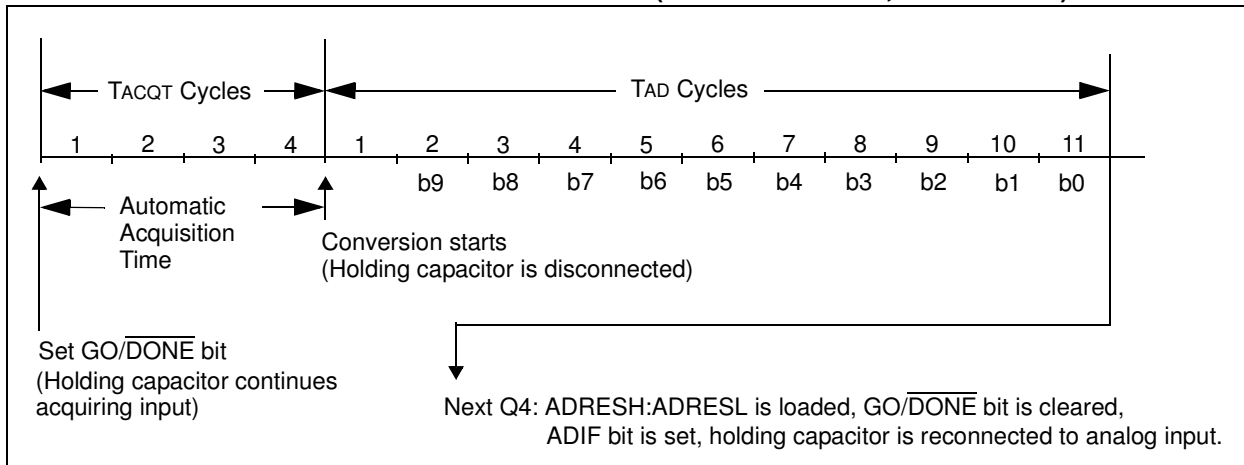 TACQT Cycles TAD Cycles
1 2 3 4 1 2 3 4 5 6 7 8 9 10 11
b9 b8 b7 b6 b5 b4 b3 b2 b1 b0
Automatic
Acquisition
Time
Conversion starts
(Holding capacitor is disconnected)
Set GO/DONE bit
(Holding capacitor continues
acquiring input)
Next Q4: ADRESH:ADRESL is loaded, GO/DONE bit is cleared,
ADIF bit is set, holding capacitor is reconnected to analog input.